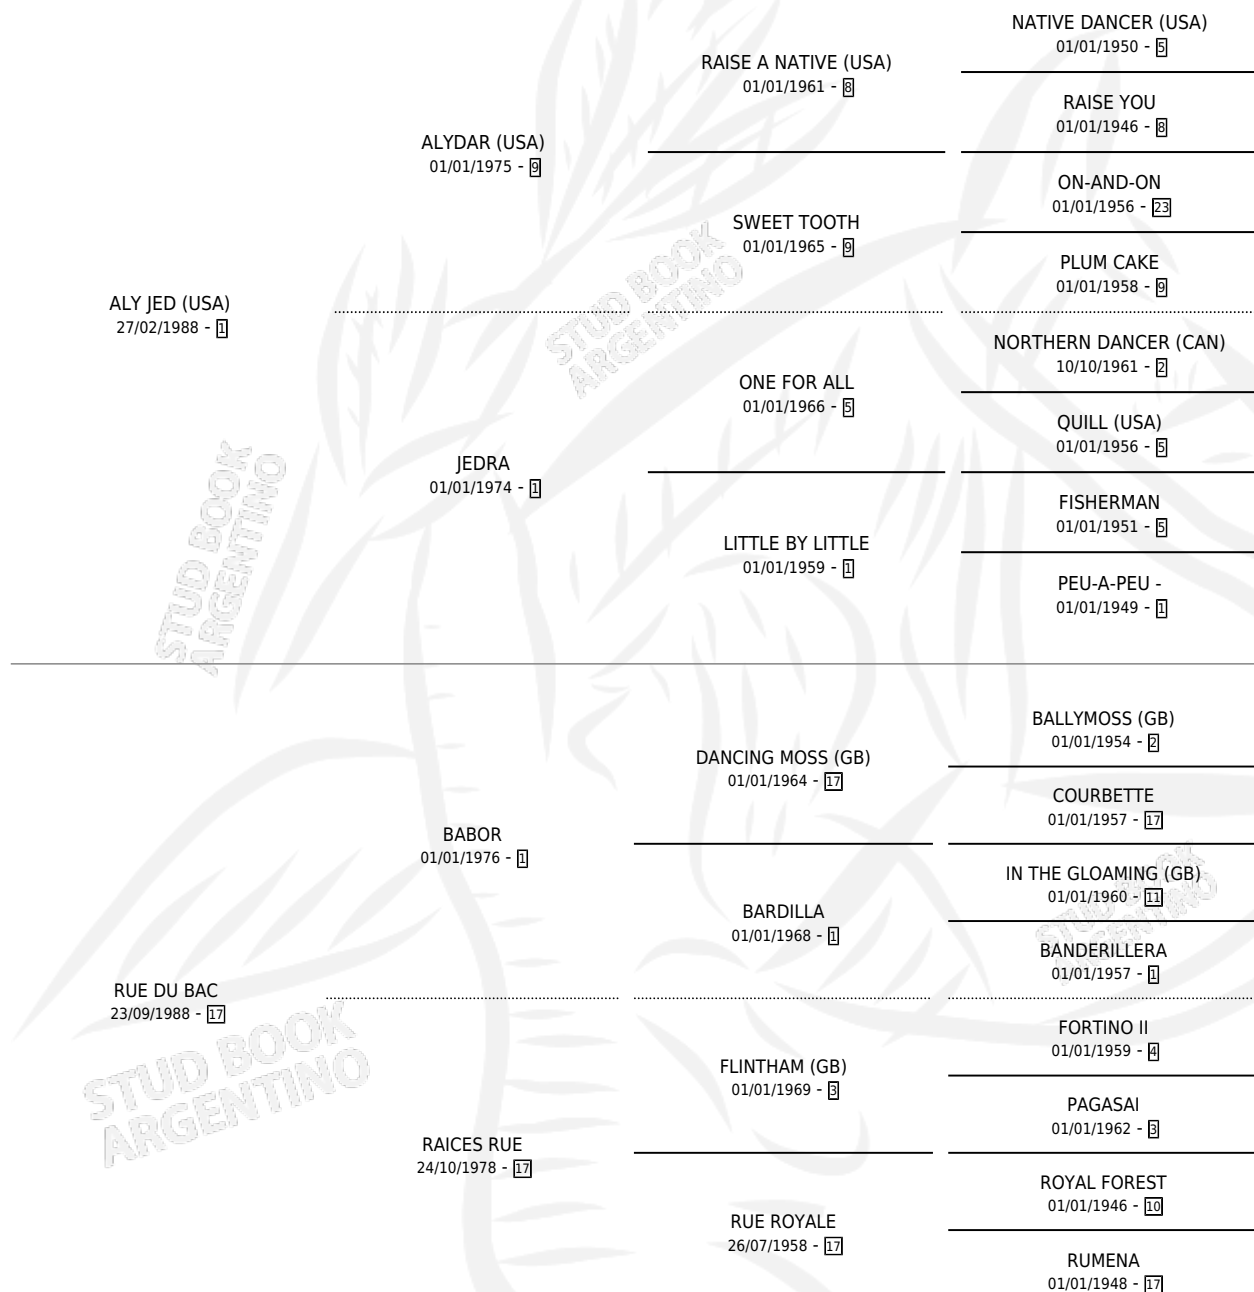 NATIVE DANCER (USA)
01/01/1950 - 5
RAISE A NATIVE (USA)
01/01/1961 - 8
RAISE YOU
01/01/1946 - 8
ALYDAR (USA)
01/01/1975 - 9
ON-AND-ON
01/01/1956 - 23
SWEET TOOTH
01/01/1965 - 9
PLUM CAKE
01/01/1958 - 9
ALY JED (USA)
27/02/1988 - 1
NORTHERN DANCER (CAN)
10/10/1961 - 2
ONE FOR ALL
01/01/1966 - 5
QUILL (USA)
01/01/1956 - 5
JEDRA
01/01/1974 - 1
FISHERMAN
01/01/1951 - 5
LITTLE BY LITTLE
01/01/1959 - 1
PEU-A-PEU -
01/01/1949 - 1
BALLYMOSS (GB)
01/01/1954 - 2
DANCING MOSS (GB)
01/01/1964 - 17
COURBETTE
01/01/1957 - 17
BABOR
01/01/1976 - 1
IN THE GLOAMING (GB)
01/01/1960 - 11
BARDILLA
01/01/1968 - 1
BANDERILLERA
01/01/1957 - 1
RUE DU BAC
23/09/1988 - 17
FORTINO II
01/01/1959 - 4
FLINTHAM (GB)
01/01/1969 - 3
PAGASAI
01/01/1962 - 3
RAICES RUE
24/10/1978 - 17
ROYAL FOREST
01/01/1946 - 10
RUE ROYALE
26/07/1958 - 17
RUMENA
01/01/1948 - 17
STUD BOOK
ARGENTINO
STUD BOOK
ARGENTINO
STUD BOOK
ARGENTINO
STUD BOOK
ARGENTINO